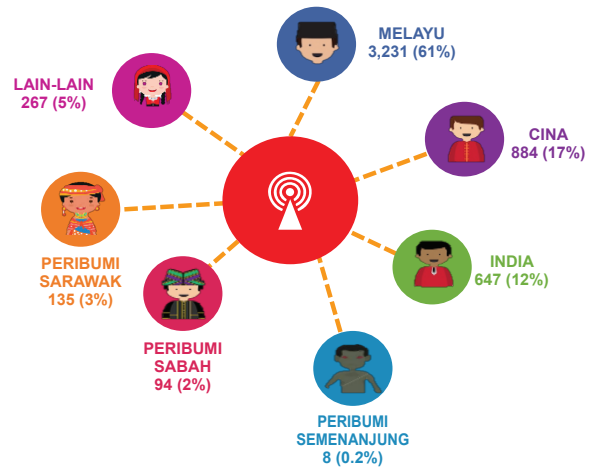 MELAYU
3,231 (61%)
CINA
884 (17%)
INDIA
647 (12%)
PERIBUMI
SEMENANJUNG
8 (0.2%)
PERIBUMI
SABAH
94 (2%)
PERIBUMI
SARAWAK
135 (3%)
LAIN-LAIN
267 (5%)